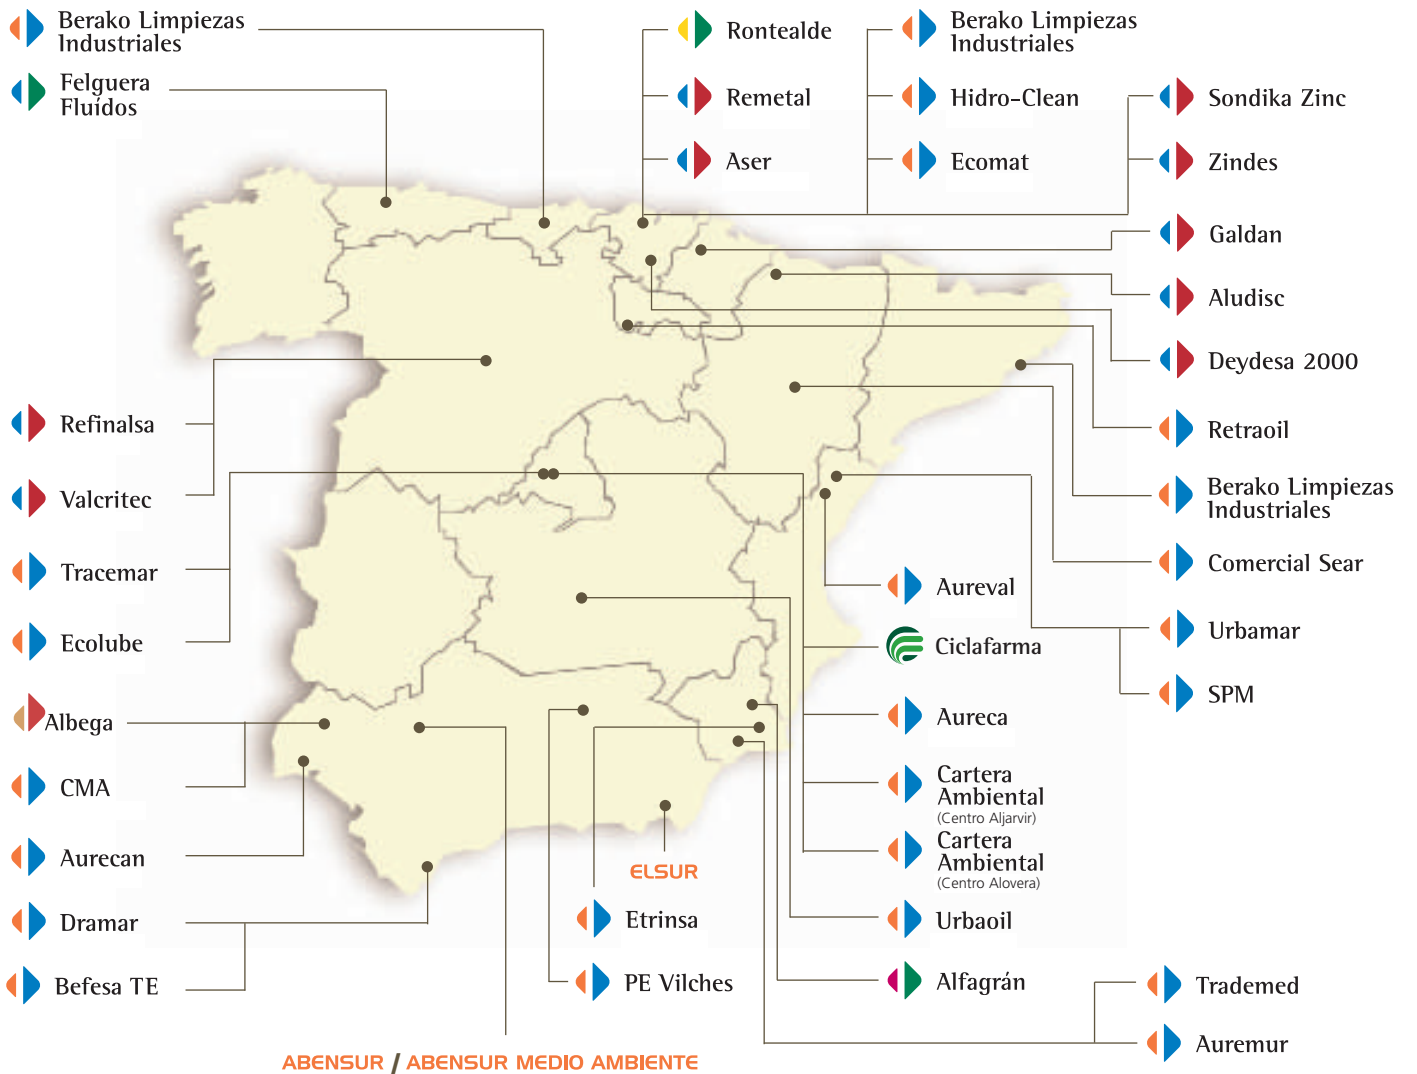 Berako Limpiezas
Industriales
Felguera
Fluídos
Rontealde
Remetal
Aser
Berako Limpiezas
Industriales
Hidro-Clean
Ecomat
Sondika Zinc
Zindes
Galdan
Aludisc
Deydesa 2000
Retraoil
Berako Limpiezas
Industriales
Comercial Sear
Urbamar
SPM
Refinalsa
Valcritec
Tracemar
Ecolube
Albega
CMA
Aurecan
Dramar
Befesa TE
Aureval
Ciclafarma
Aureca
Cartera
Ambiental
(Centro Aljarvir)
Cartera
Ambiental
(Centro Alovera)
Urbaoil
Alfagrán
ELSUR
Etrinsa
PE Vilches
Trademed
Auremur
ABENSUR / ABENSUR MEDIO AMBIENTE